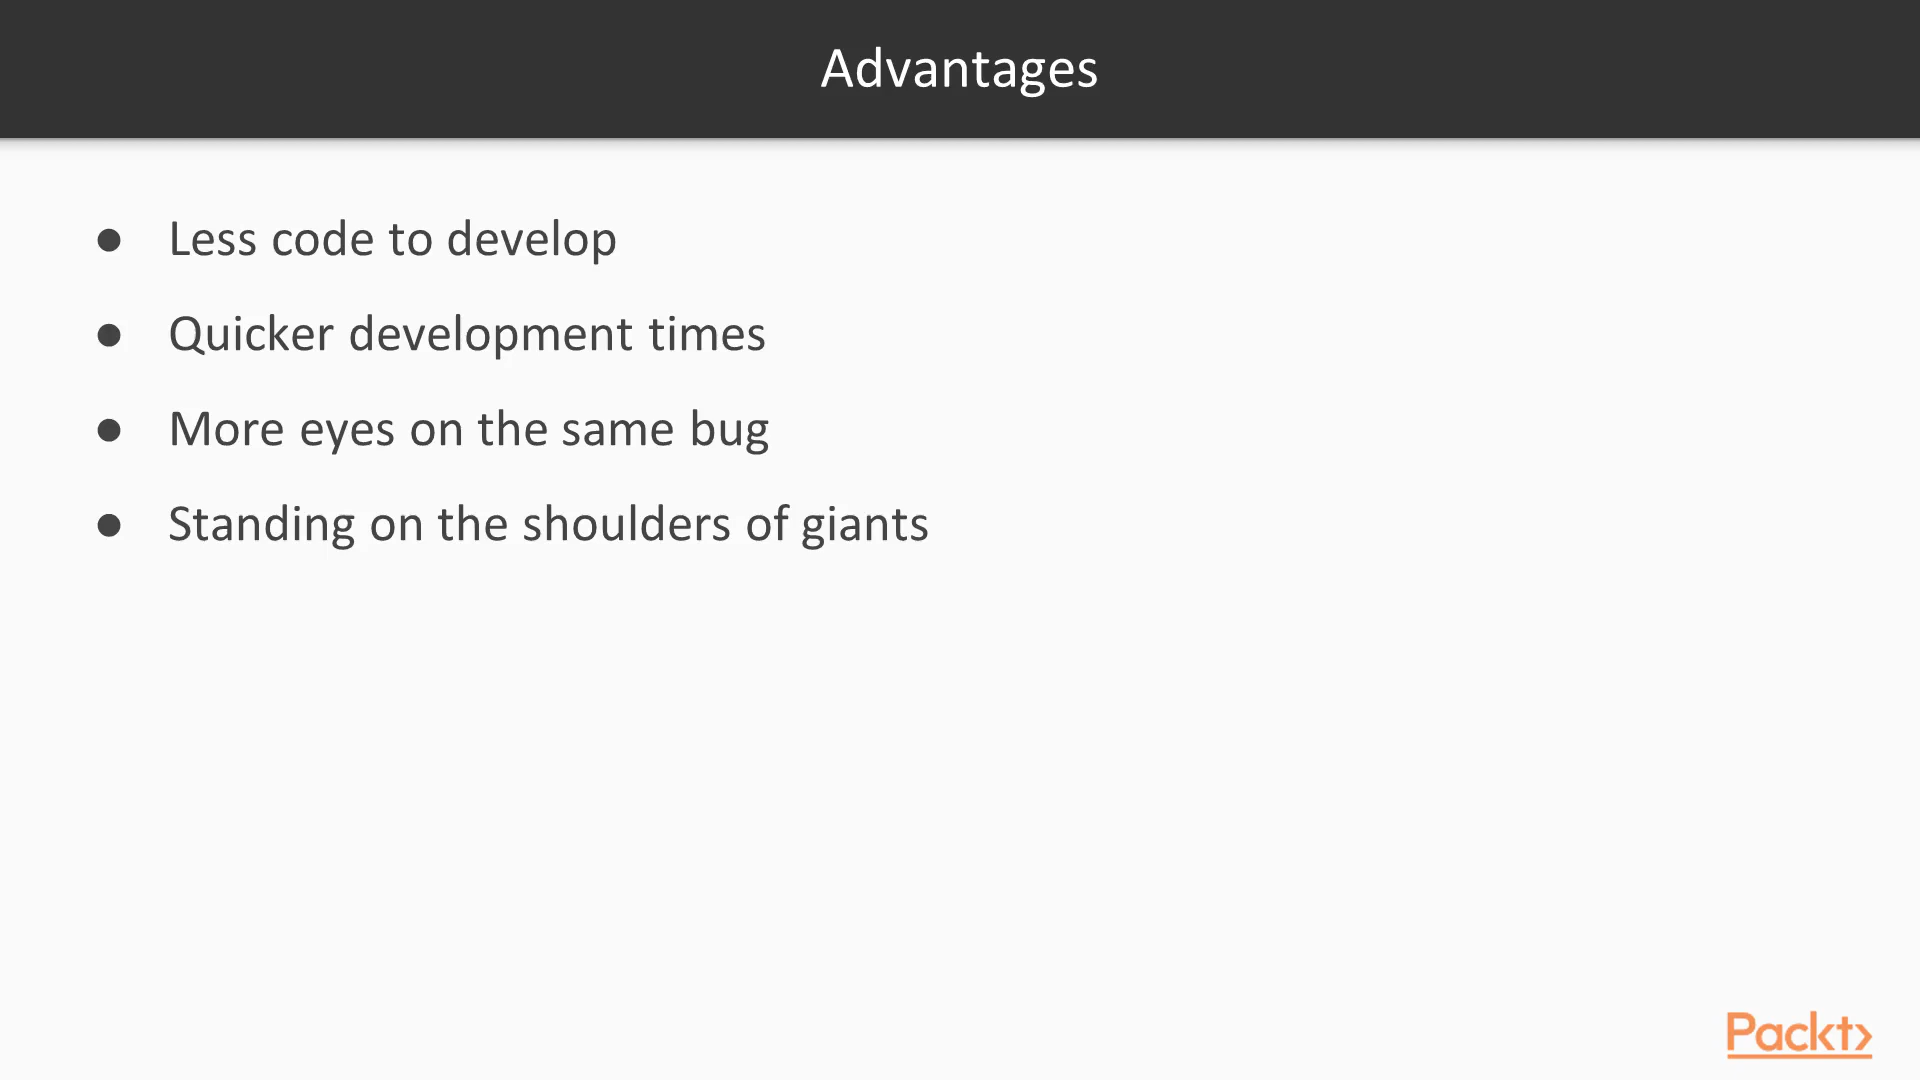 Advantages
● Less code to develop
● Quicker development times
● More eyes on the same bug
● Standing on the shoulders of giants
Packt>